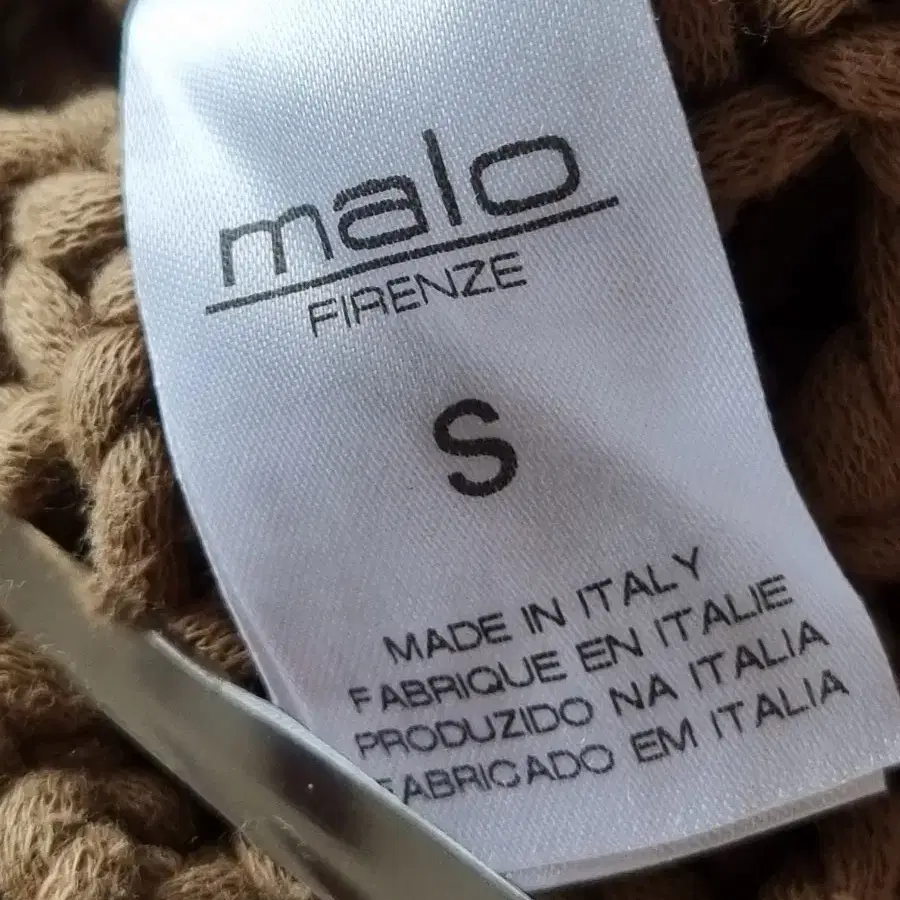 malo
FIRENZE
S
MADE IN ITALY
FABRIQUE EN ITALIE
PRODUZIDO NA ITALIA
FABRICADO EM ITALIA